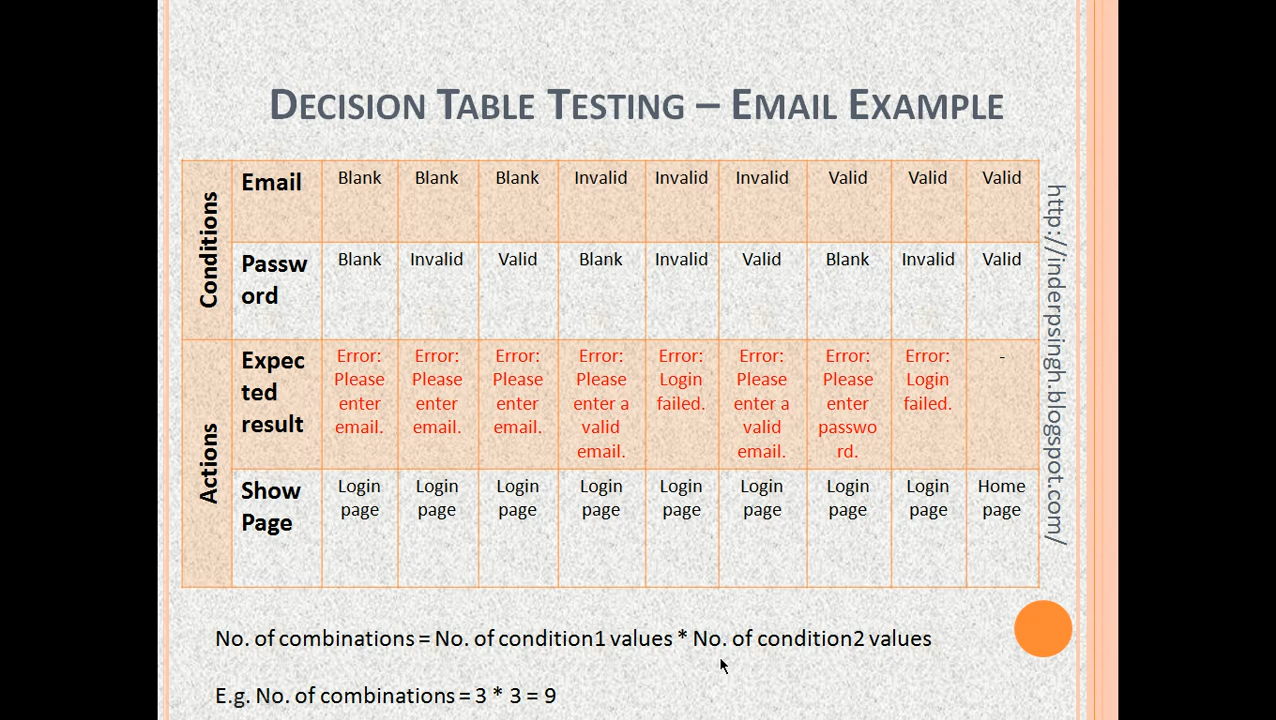 DECISION TABLE TESTING – EMAIL EXAMPLE
Conditions
Email Blank Blank Blank Invalid Invalid Invalid Valid Valid Valid
Passw Blank Invalid Valid Blank Invalid Valid Blank Invalid Valid
ord
Actions
Expec Error: Error: Error: Error: Error: Error: Error: Error: -
ted Please Please Please Please Login Please Please Login
result enter enter enter enter a failed. enter a enter failed.
email. email. email. valid valid passwo
email. email. rd.
Show Login Login Login Login Login Login Login Login Home
Page page page page page page page page page page
http://inderpsingh.blogspot.com/
No. of combinations = No. of condition1 values * No. of condition2 values
E.g. No. of combinations = 3 * 3 = 9